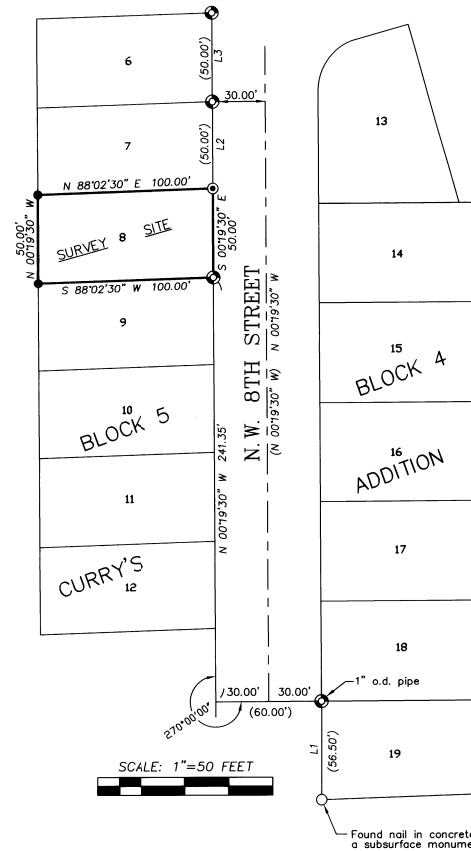 6
(50.00')
L3
30.00'
7
(50.00')
L2
13
N 88°02'30" E 100.00'
50.00'
N 00°19'30" W
SURVEY 8 SITE
S 00°19'30" E
50.00'
S 88°02'30" W 100.00'
14
9
N.W. 8TH STREET
(N 00°19'30" W) N 00°19'30" W
15
BLOCK 4
10
BLOCK 5
N 00°19'30" W 241.35'
16
ADDITION
11
17
CURRY'S
12
18
1" o.d. pipe
30.00' 30.00'
(60.00')
270°00'00"
L1
(56.50')
19
SCALE: 1"=50 FEET
Found nail in concrete
a subsurface monume